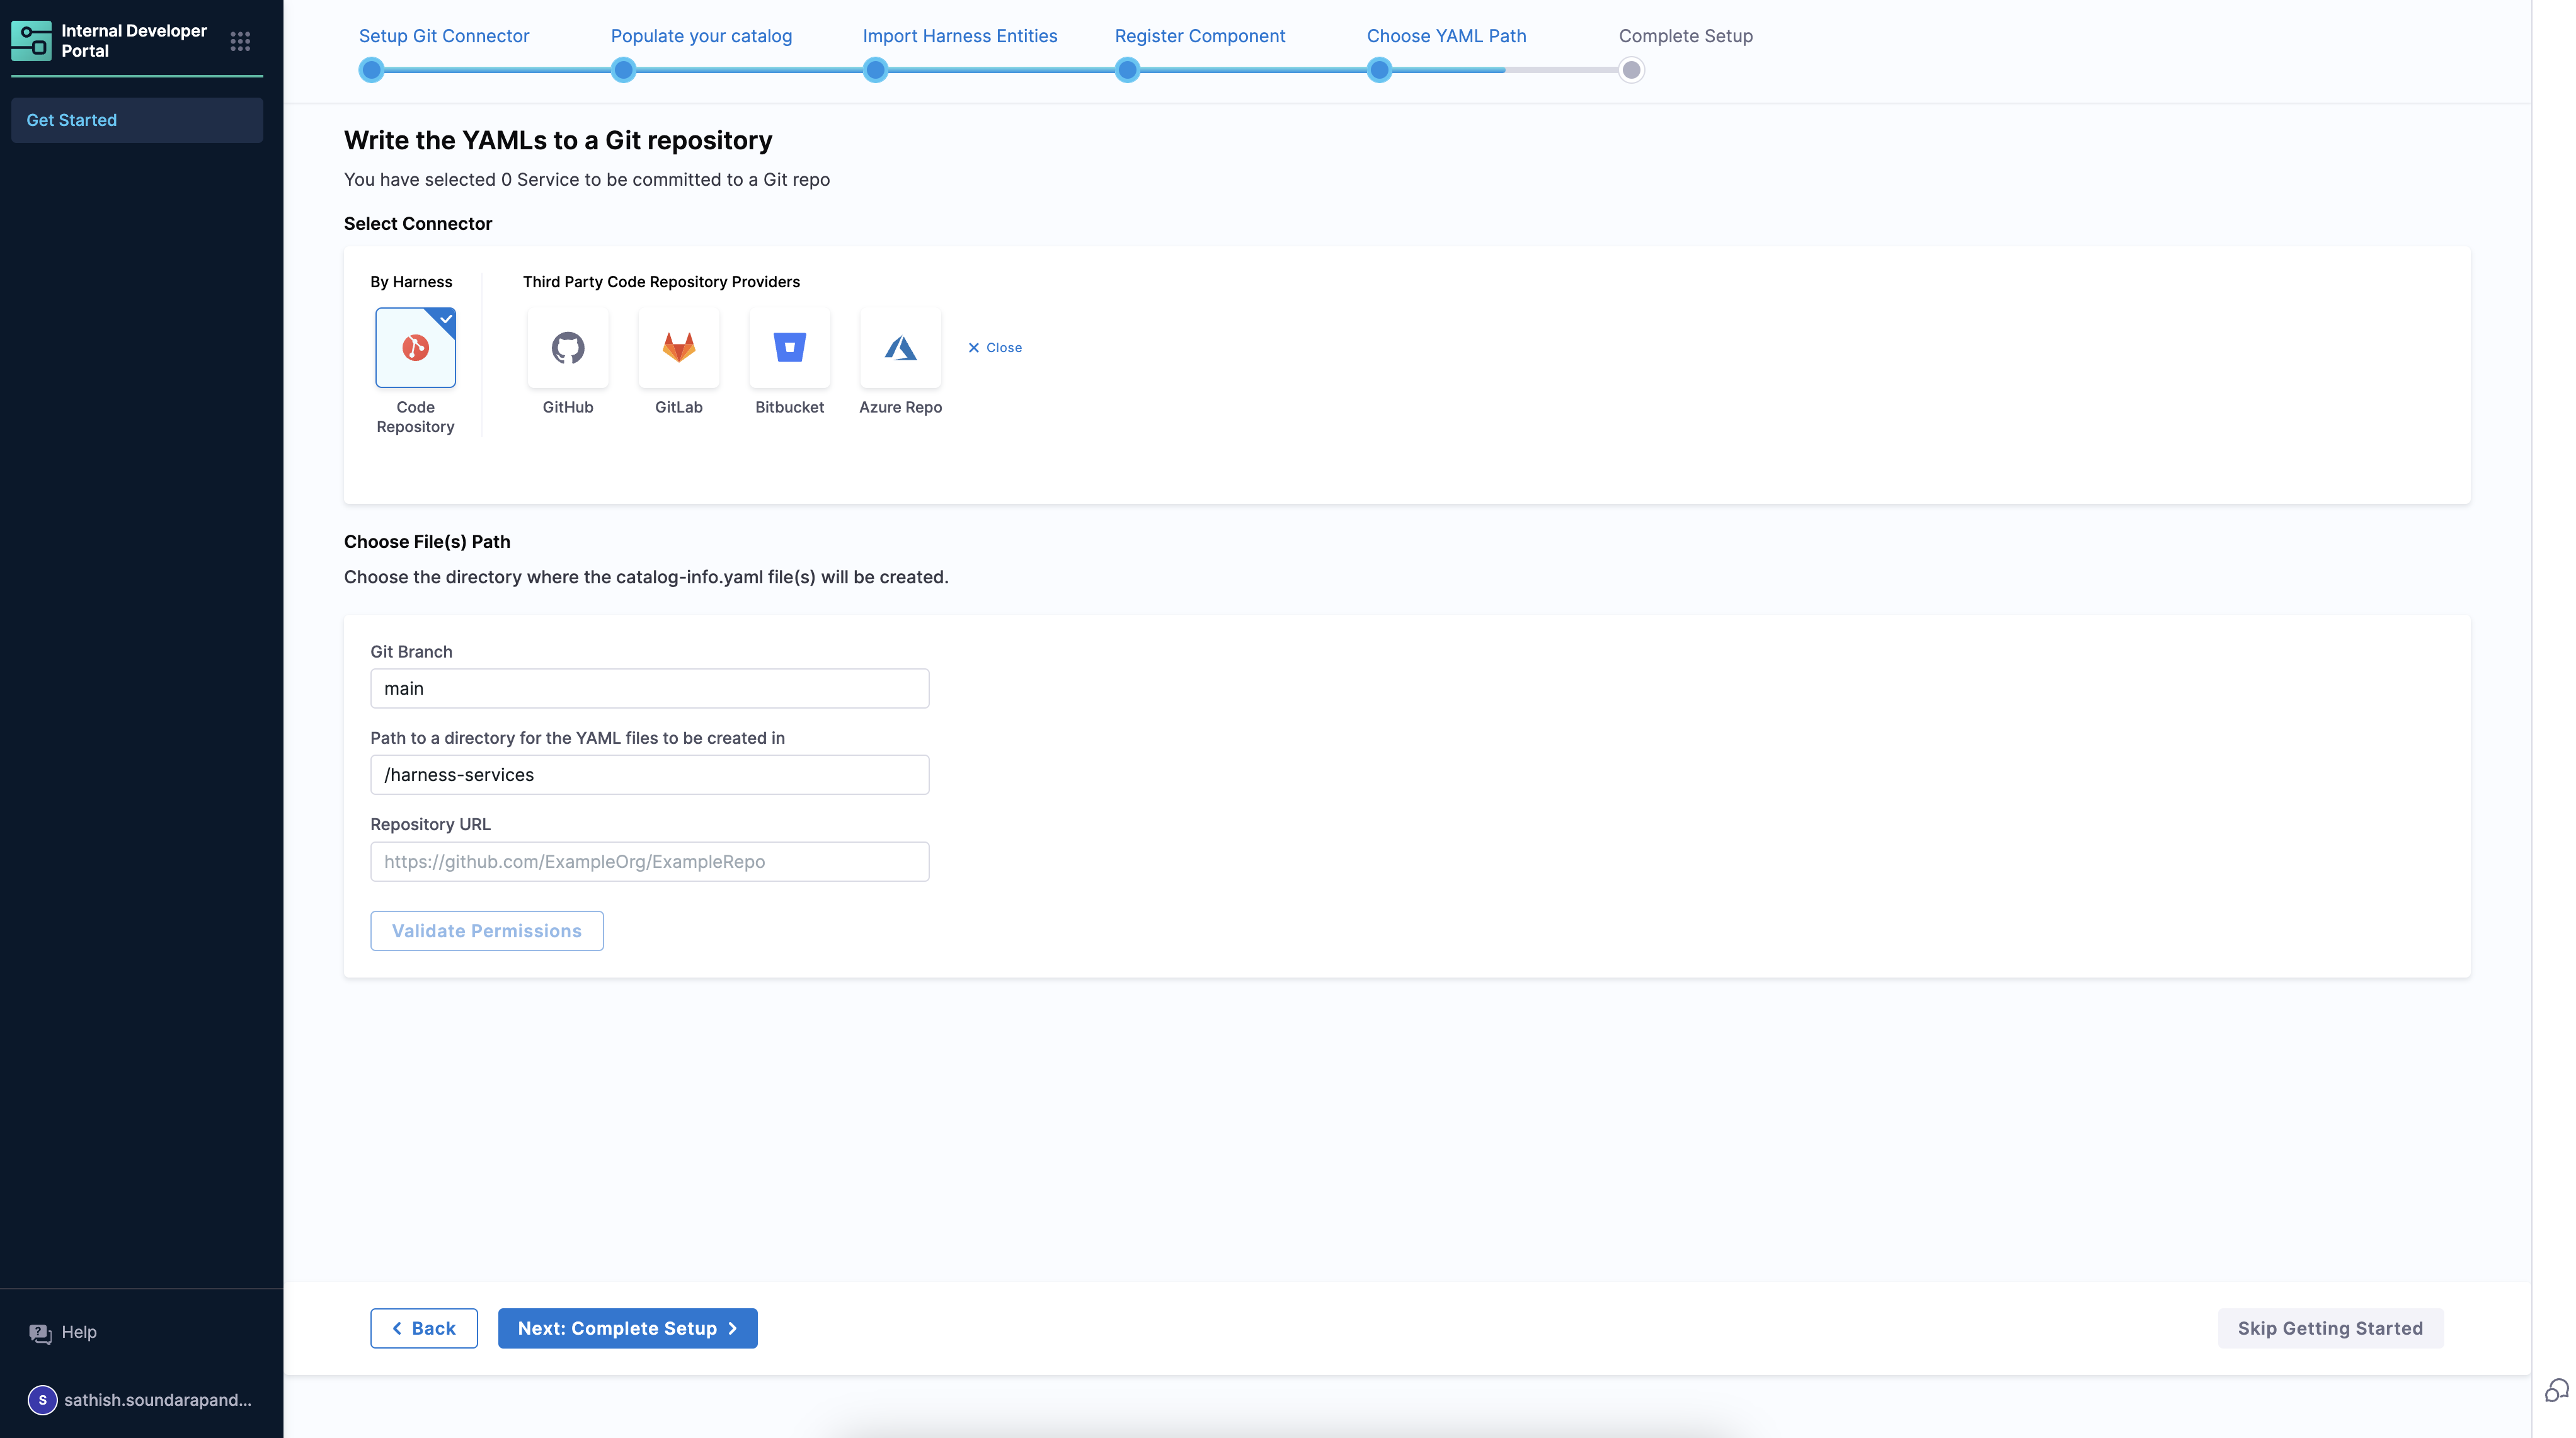 Internal Developer
Portal
Get Started
Setup Git Connector
Populate your catalog
Import Harness Entities
Register Component
Choose YAML Path
Complete Setup
Write the YAMLs to a Git repository
You have selected 0 Service to be committed to a Git repo
Select Connector
By Harness
Third Party Code Repository Providers
Code
Repository
GitHub
GitLab
Bitbucket
Azure Repo
Close
Choose File(s) Path
Choose the directory where the catalog-info.yaml file(s) will be created.
Git Branch
main
Path to a directory for the YAML files to be created in
/harness-services
Repository URL
https://github.com/ExampleOrg/ExampleRepo
Validate Permissions
Back
Next: Complete Setup
Skip Getting Started
Help
S
sathish.soundarapand...